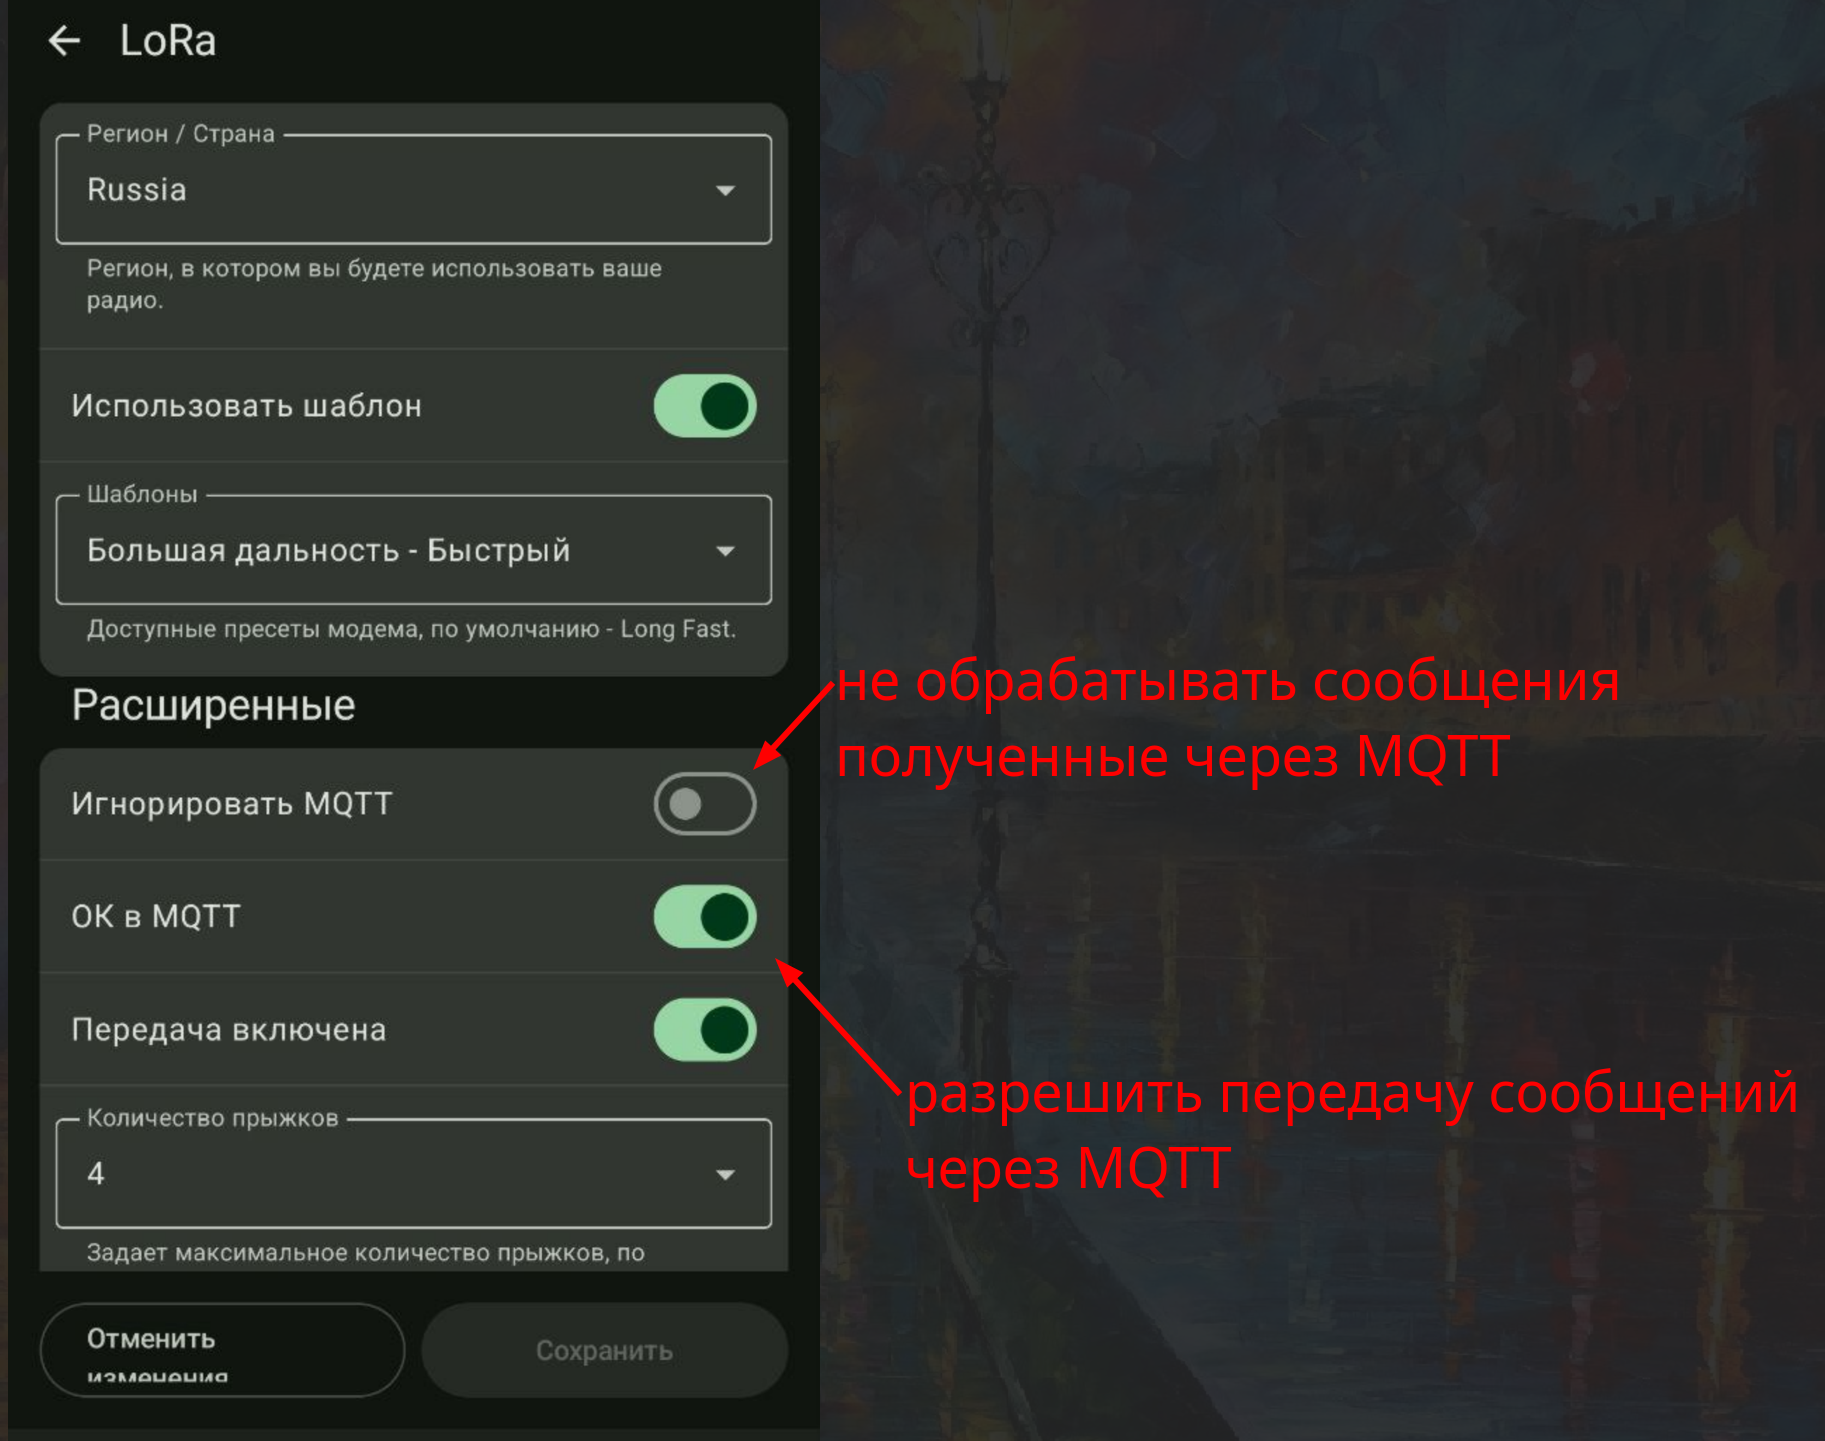 LoRa
Регион / Страна
Russia
Регион, в котором вы будете использовать ваше
радио.
Использовать шаблон
Шаблоны
Большая дальность - Быстрый
Доступные пресеты модема, по умолчанию - Long Fast.
Расширенные
не обрабатывать сообщения
полученные через MQTT
Игнорировать MQTT
ОК в MQTT
Передача включена
разрешить передачу сообщений
через MQTT
Количество прыжков
4
Задает максимальное количество прыжков, по
Отменить
изменения
Сохранить